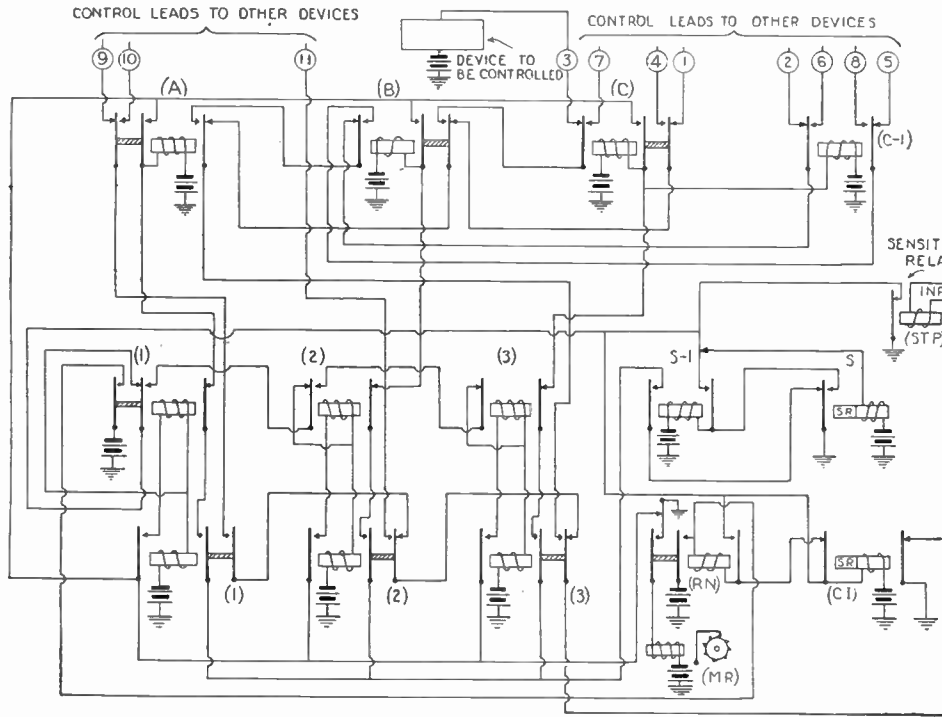 CONTROL LEADS TO OTHER DEVICES
CONTROL LEADS TO OTHER DEVICES
9 10 11 3 7 4 1 2 6 8 5
DEVICE TO
BE CONTROLLED
(A) (B) (C)
(C-1)
SENSIT
RELA
INP
(STP)
(1) (2) (3)
S-1 S
SR
(1) (2) (3)
(RN)
SR
(CI)
(MR)